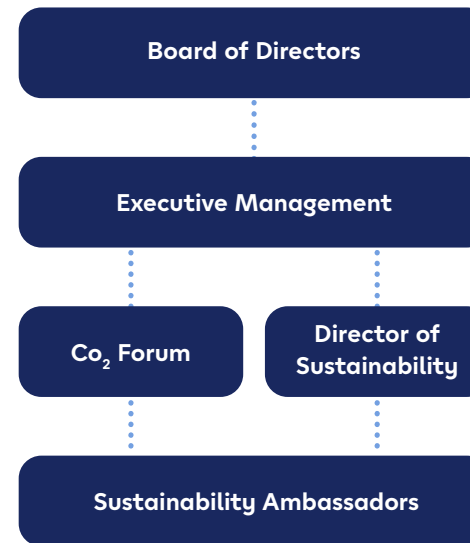 Board of Directors
Executive Management
Co₂ Forum
Director of
Sustainability
Sustainability Ambassadors